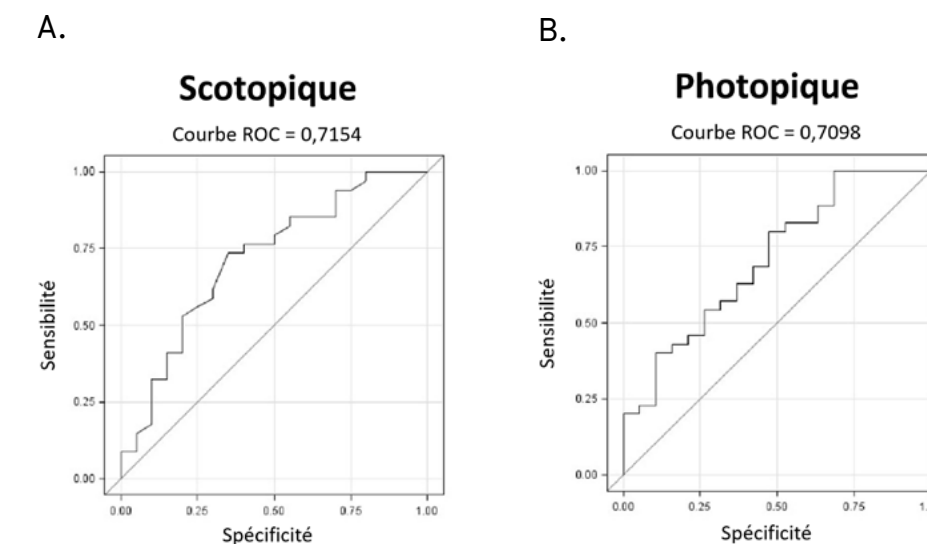 A.
Scotopique
Courbe ROC = 0,7154
1.00
0.75
0.50
0.25
0.00
Sensibilité
0.00 0.25 0.50 0.75 1.00
Spécificité
B.
Photopique
Courbe ROC = 0,7098
1.00
0.75
0.50
0.25
0.00
Sensibilité
0.00 0.25 0.50 0.75
Spécificité